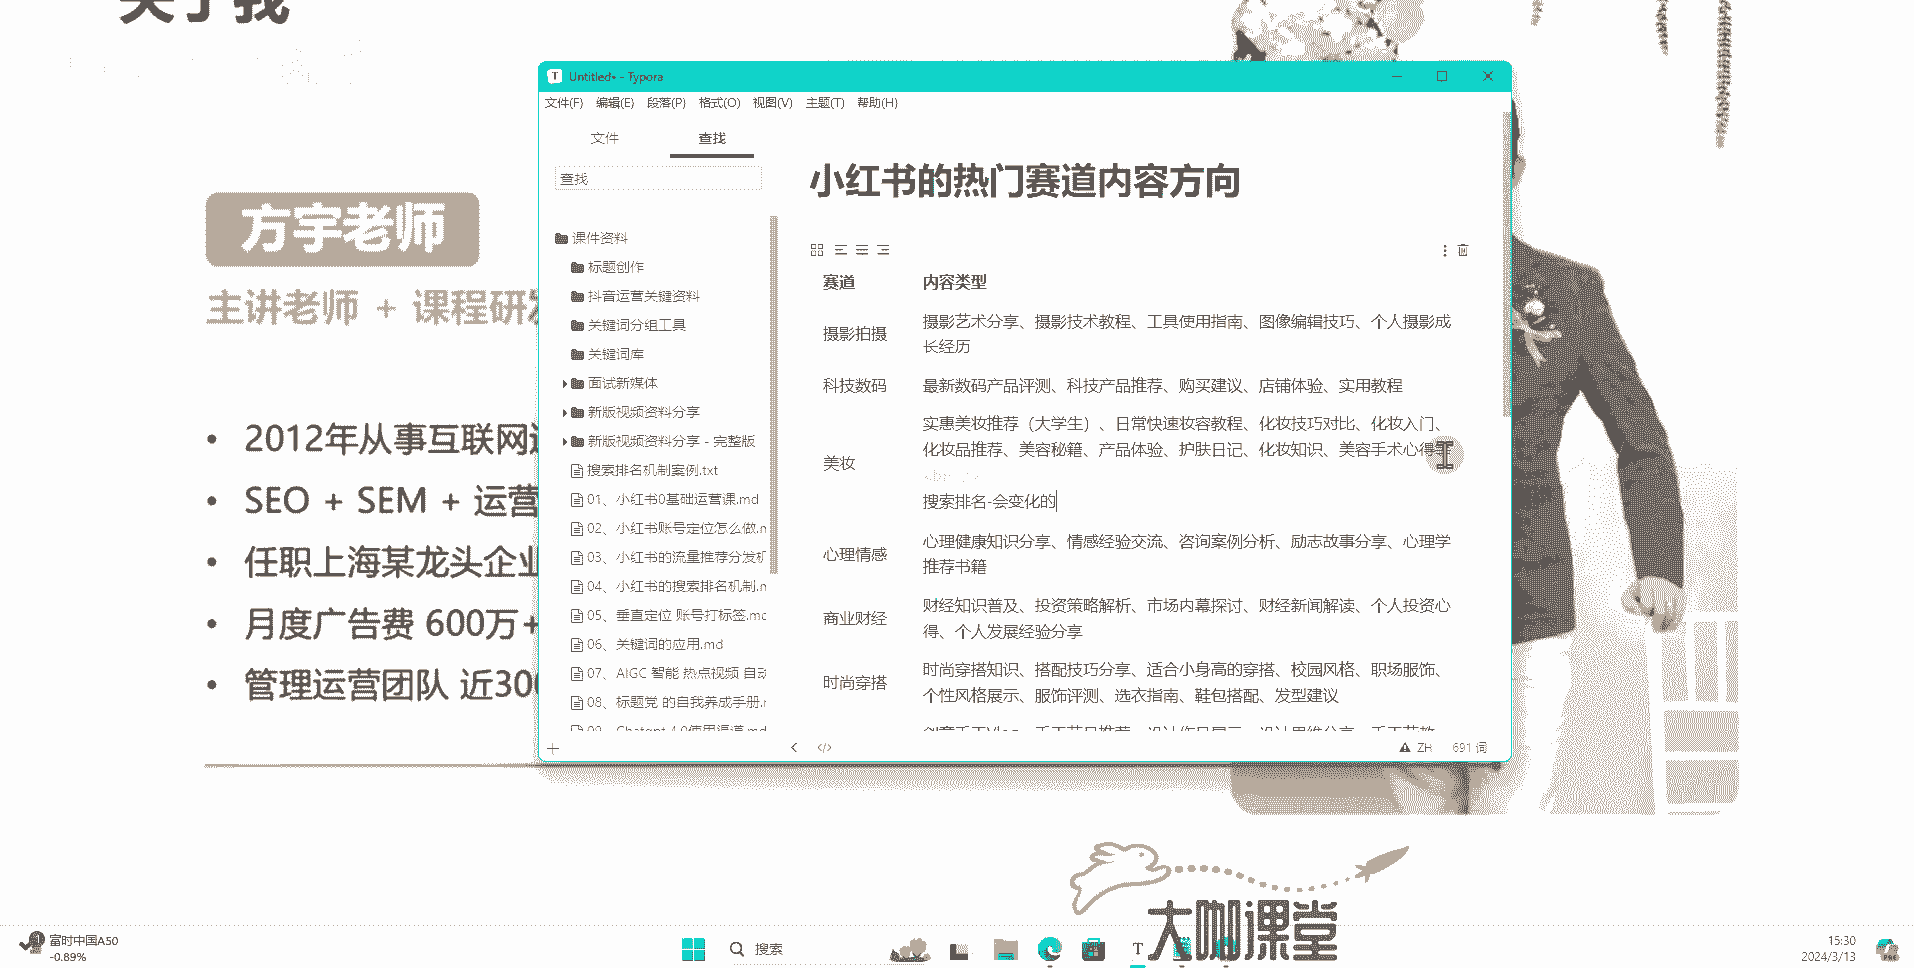 关于我
方宇老师
主讲老师 + 课程研发
2012年从事互联网
SEO + SEM + 运营
任职上海某龙头企业
月度广告费 600万+
管理运营团队 近30
Untitled• - Typora
文件(F) 编辑(E) 段落(P) 格式(O) 视图(V) 主题(T) 帮助(H)
文件 查找
查找
课件资料
标题创作
抖音运营关键资料
关键词分组工具
关键词库
面试新媒体
新版视频资料分享
新版视频资料分享 - 完整版
搜索排名机制案例.txt
01、小红书0基础运营课.md
02、小红书账号定位怎么做.m
03、小红书的流量推荐分发机
04、小红书的搜索排名机制.m
05、垂直定位 账号打标签.mc
06、关键词的应用.md
07、AIGC 智能 热点视频 自动
08、标题党 的自我养成手册.r
09、Chatgpt 4.0使用渠道.md
小红书的热门赛道内容方向
赛道 内容类型
摄影拍摄 摄影艺术分享、摄影技术教程、工具使用指南、图像编辑技巧、个人摄影成
长经历
科技数码 最新数码产品评测、科技产品推荐、购买建议、店铺体验、实用教程
美妆 实惠美妆推荐（大学生）、日常快速妆容教程、化妆技巧对比、化妆入门、
化妆品推荐、美容秘籍、产品体验、护肤日记、化妆知识、美容手术心得
<br />
搜索排名-会变化的
心理情感 心理健康知识分享、情感经验交流、咨询案例分析、励志故事分享、心理学
推荐书籍
商业财经 财经知识普及、投资策略解析、市场内幕探讨、财经新闻解读、个人投资心
得、个人发展经验分享
时尚穿搭 时尚穿搭知识、搭配技巧分享、适合小身高的穿搭、校园风格、职场服饰、
个性风格展示、服饰评测、选衣指南、鞋包搭配、发型建议
ZH 691 词
大咖课堂
富时中国A50
-0.89%
搜索
15:30
2024/3/13